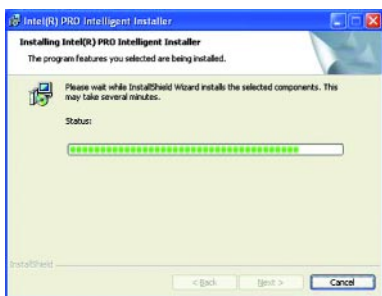 Intel(R) PRO Intelligent Installer
Installing Intel(R) PRO Intelligent Installer
The program features you selected are being installed.
Please wait while InstallShield Wizard installs the selected components. This
may take several minutes.
Status:
InstallShield
< Back
Next >
Cancel